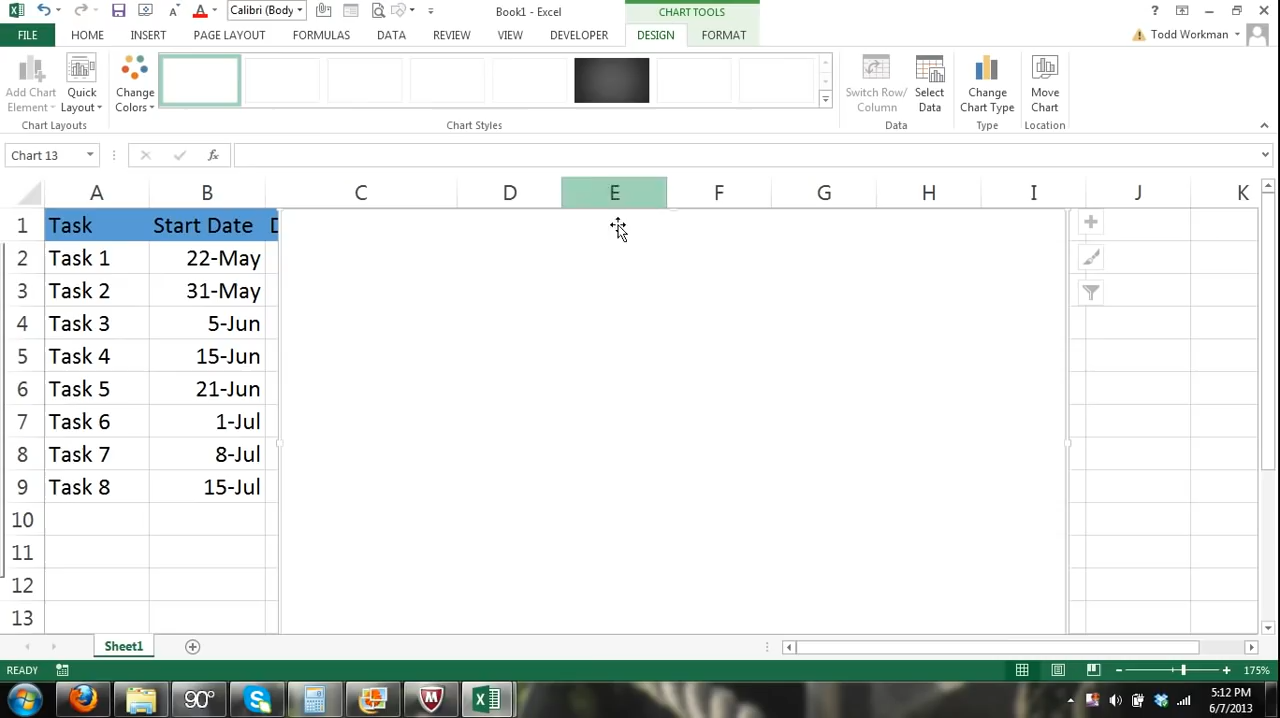 Calibri (Body
Book1 - Excel
CHART TOOLS
?
FILE
HOME
INSERT
PAGE LAYOUT
FORMULAS
DATA
REVIEW
VIEW
DEVELOPER
DESIGN
FORMAT
Todd Workman
Add Chart
Element
Quick
Layout
Change
Colors
Switch Row/
Column
Select
Data
Change
Chart Type
Move
Chart
Chart Layouts
Chart Styles
Data
Type
Location
Chart 13
fx
A B C D E F G H I J K
1 Task Start Date D
2 Task 1 22-May
3 Task 2 31-May
4 Task 3 5-Jun
5 Task 4 15-Jun
6 Task 5 21-Jun
7 Task 6 1-Jul
8 Task 7 8-Jul
9 Task 8 15-Jul
10
11
12
13
Sheet1
READY
175%
90°
5:12 PM
6/7/2013